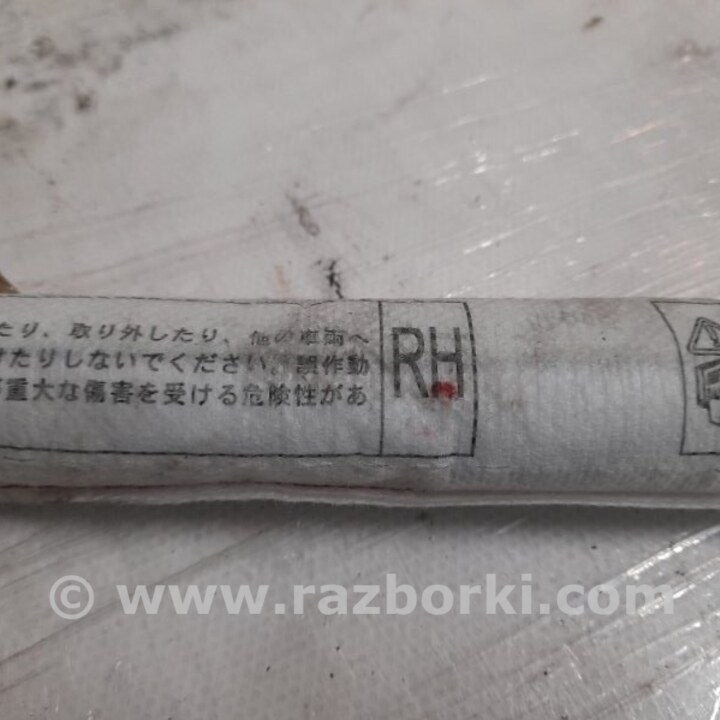 たり、取り外したり、他の車両へ
けたりしないでください。誤作動
重大な傷害を受ける危険性があ
RH
© www.razborki.com